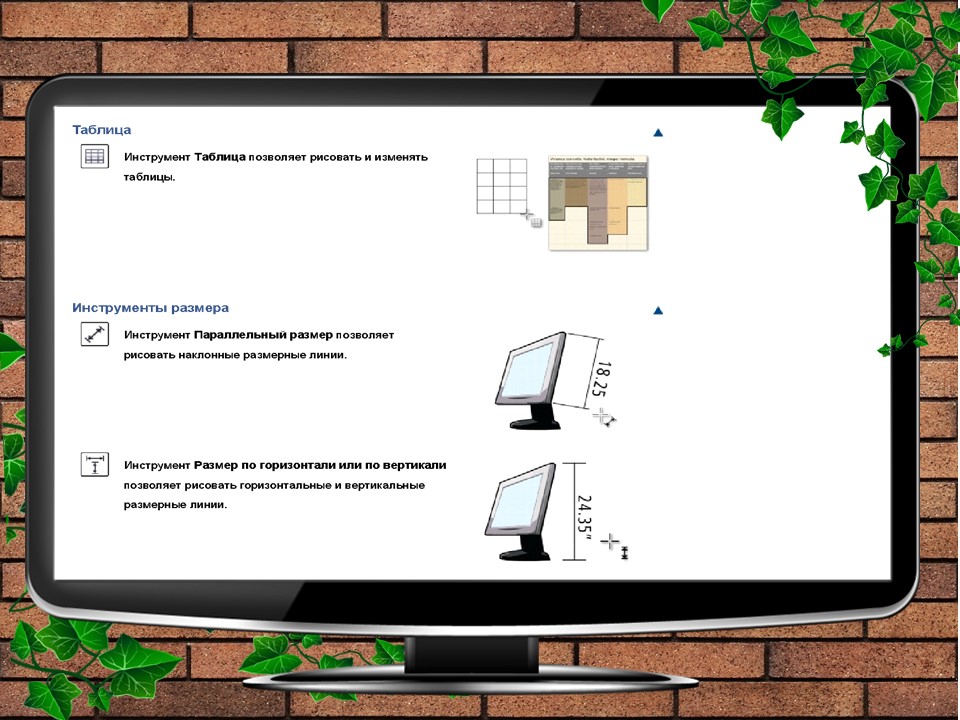 Таблица
Инструмент Таблица позволяет рисовать и изменять
таблицы.
Инструменты размера
Инструмент Параллельный размер позволяет
рисовать наклонные размерные линии.
18.25
Инструмент Размер по горизонтали или по вертикали
позволяет рисовать горизонтальные и вертикальные
размерные линии.
24.35"